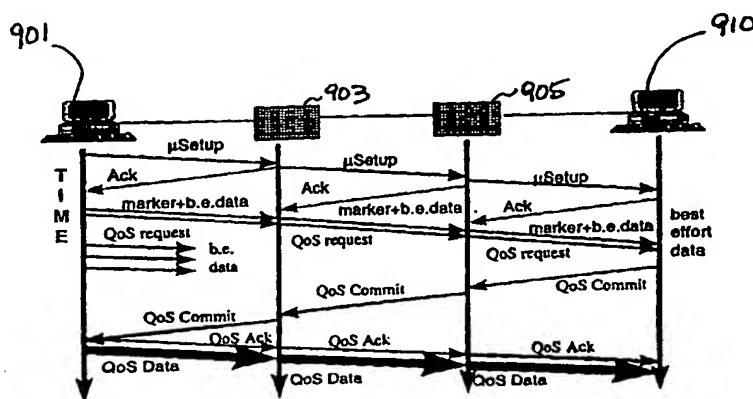 901
903
905
910
μSetup
μSetup
μSetup
T
I
M
E
Ack
Ack
Ack
marker+b.e.data
marker+b.e.data
marker+b.e.data
QoS request
QoS request
QoS request
b.e.
data
best
effort
data
QoS Commit
QoS Commit
QoS Commit
QoS Ack
QoS Ack
QoS Ack
QoS Data
QoS Data
QoS Data